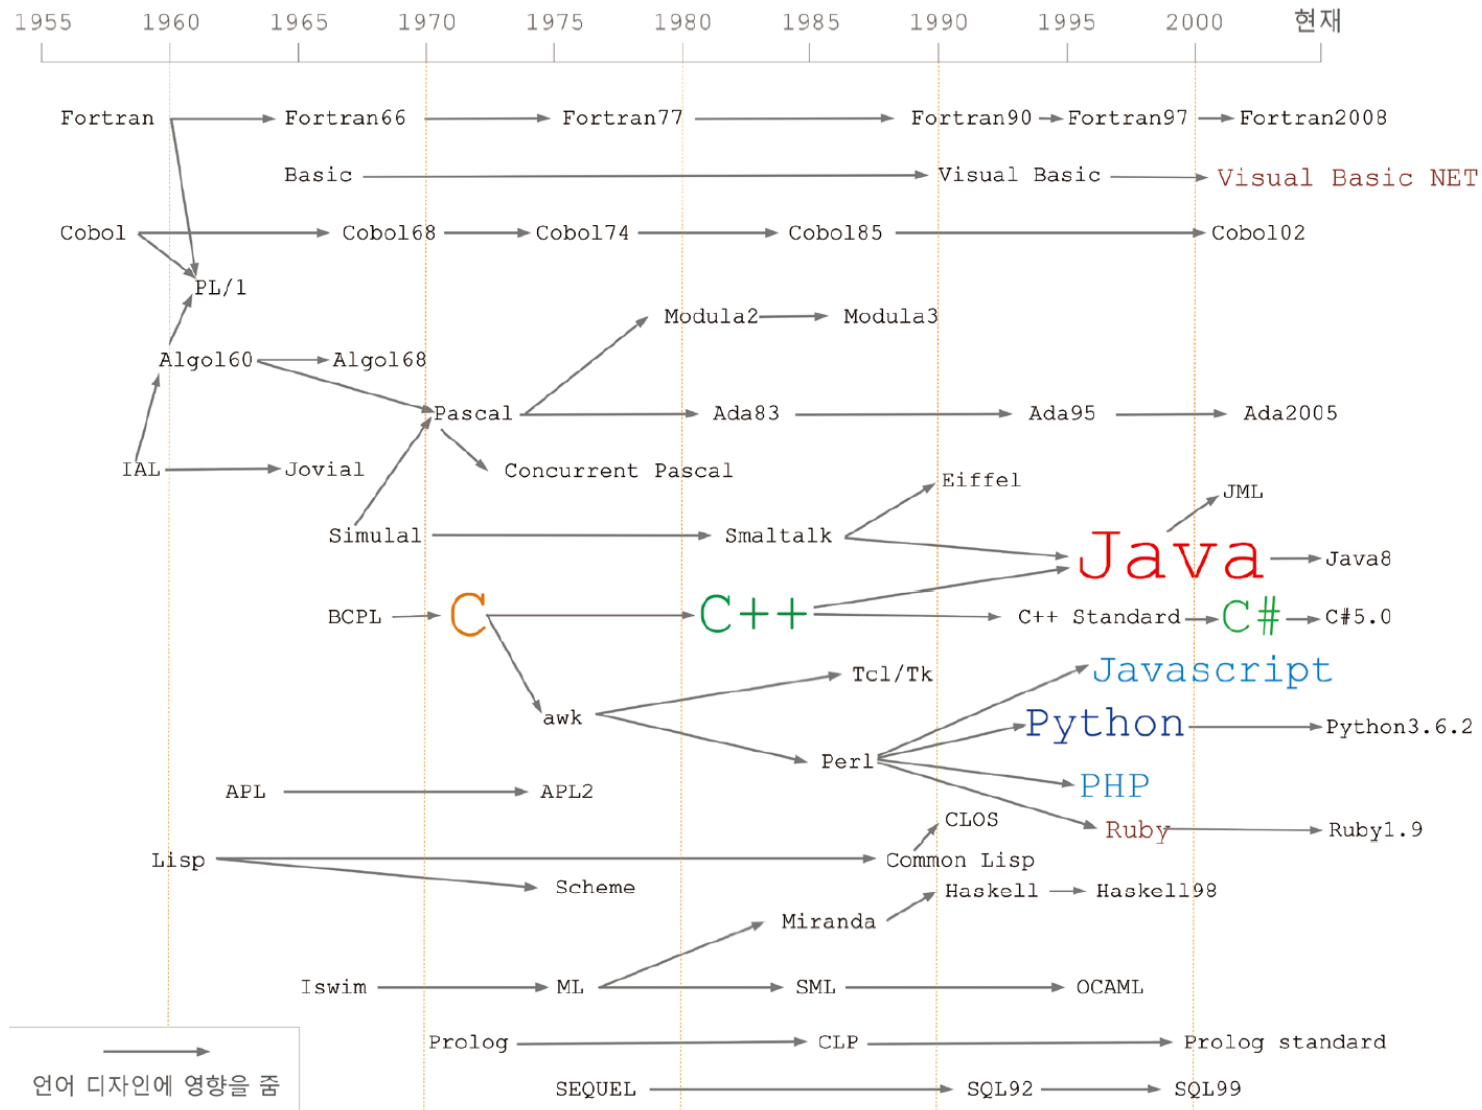 1955 1960 1965 1970 1975 1980 1985 1990 1995 2000 현재
Fortran Fortran66 Fortran77 Fortran90 Fortran97 Fortran2008
Basic Visual Basic Visual Basic NET
Cobol Cobol68 Cobol74 Cobol85 Cobol02
PL/1
Modula2 Modula3
Algol60 Algol68
Pascal Ada83 Ada95 Ada2005
IAL Jovial Concurrent Pascal
Eiffel
JML
Simulal Smaltalk
Java Java8
BCPL C C++ C++ Standard C# C#5.0
Tcl/Tk Javascript
awk Python Python3.6.2
Perl
APL APL2 PHP
CLOS Ruby Ruby1.9
Lisp Common Lisp
Scheme Haskell Haskell98
Miranda
Iswim ML SML OCAML
Prolog CLP Prolog standard
언어 디자인에 영향을 줌
SEQUEL SQL92 SQL99